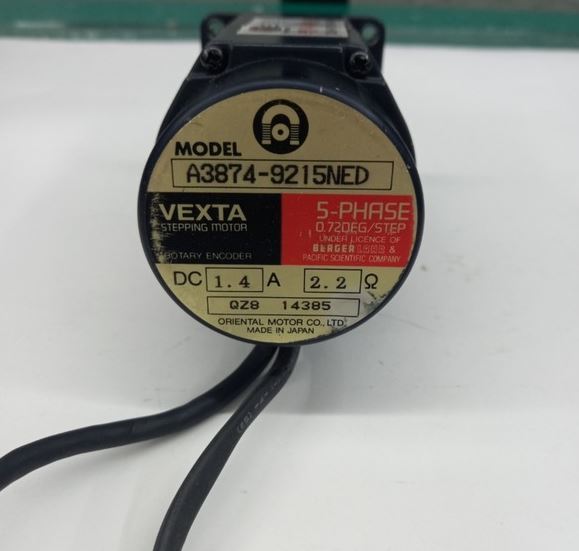 MODEL
A3874-9215NED
VEXTA
STEPPING MOTOR
ROTARY ENCODER
5-PHASE
0.72DEG/STEP
UNDER LICENCE OF
BERGER LAHR &
PACIFIC SCIENTIFIC COMPANY
DC 1.4 A 2.2 Ω
QZ8 14385
ORIENTAL MOTOR CO., LTD.
MADE IN JAPAN